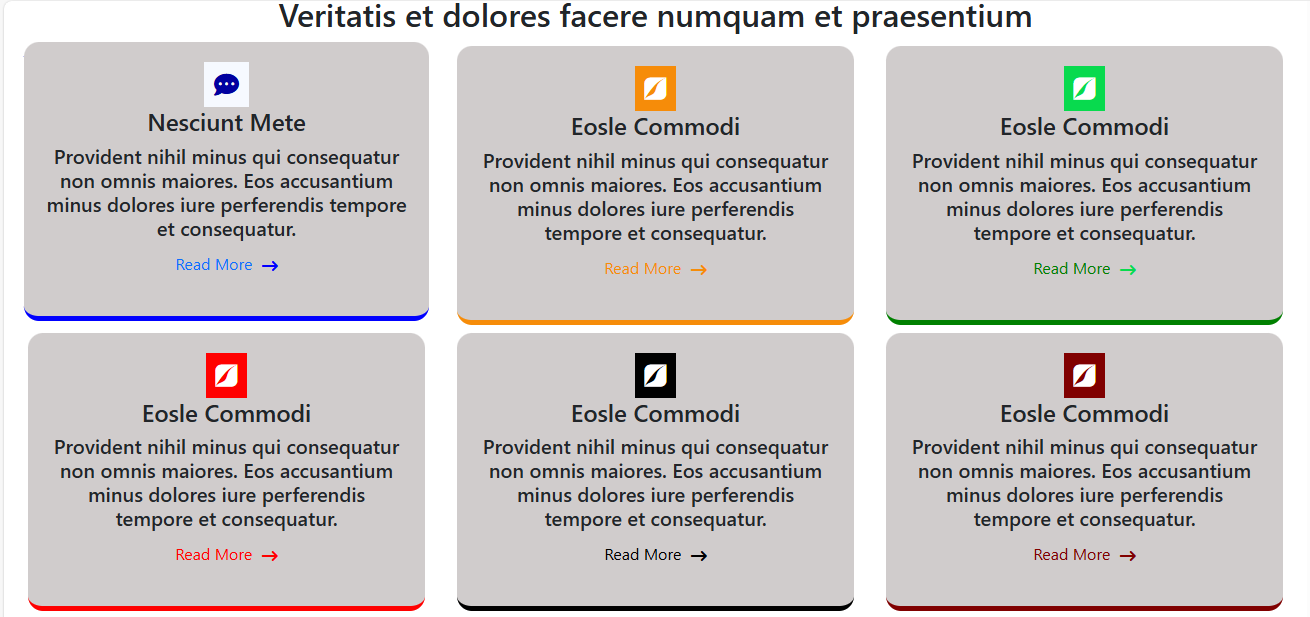 Veritatis et dolores facere numquam et praesentium
Nesciunt Mete
Provident nihil minus qui consequatur
non omnis maiores. Eos accusantium
minus dolores iure perferendis tempore
et consequatur.
Read More →
Eosle Commodi
Provident nihil minus qui consequatur
non omnis maiores. Eos accusantium
minus dolores iure perferendis
tempore et consequatur.
Read More →
Eosle Commodi
Provident nihil minus qui consequatur
non omnis maiores. Eos accusantium
minus dolores iure perferendis
tempore et consequatur.
Read More →
Eosle Commodi
Provident nihil minus qui consequatur
non omnis maiores. Eos accusantium
minus dolores iure perferendis
tempore et consequatur.
Read More →
Eosle Commodi
Provident nihil minus qui consequatur
non omnis maiores. Eos accusantium
minus dolores iure perferendis
tempore et consequatur.
Read More →
Eosle Commodi
Provident nihil minus qui consequatur
non omnis maiores. Eos accusantium
minus dolores iure perferendis
tempore et consequatur.
Read More →